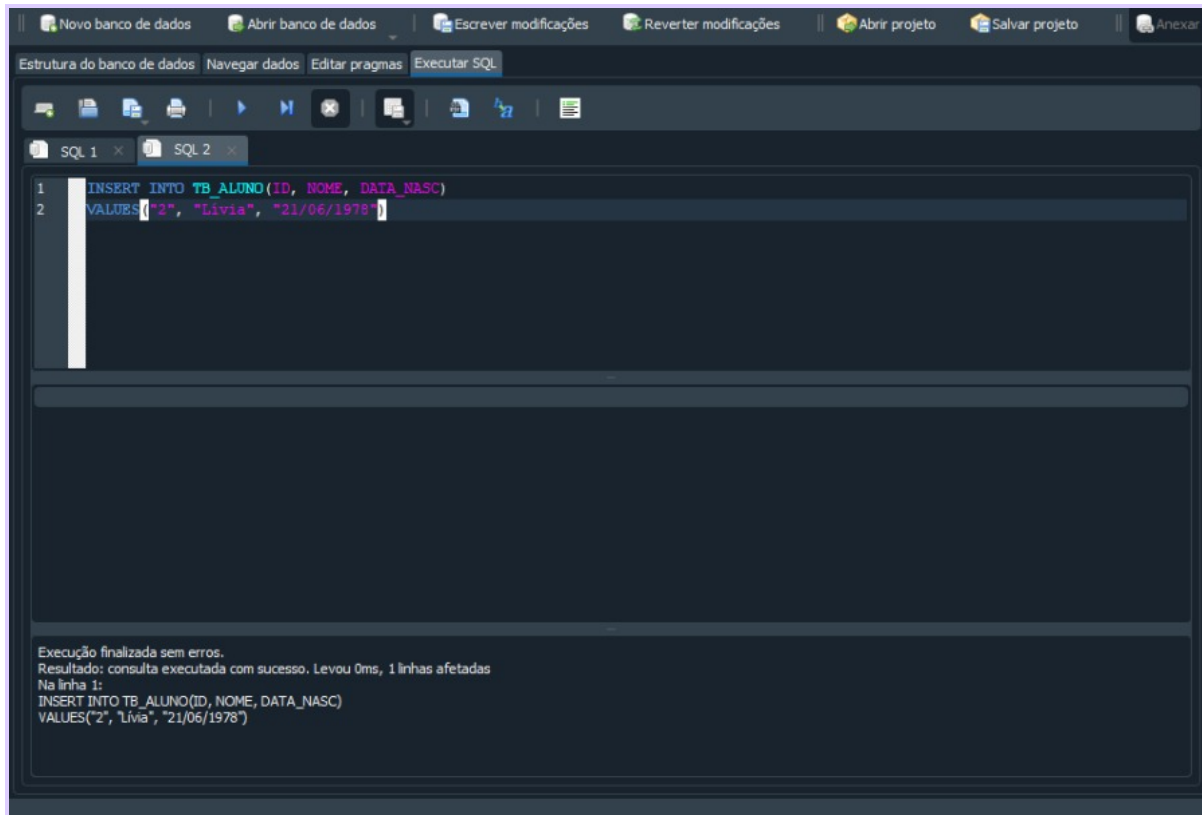 Novo banco de dados Abrir banco de dados Escrever modificações Reverter modificações Abrir projeto Salvar projeto Anexar
Estrutura do banco de dados Navegar dados Editar pragmas Executar SQL
SQL 1 SQL 2
1 INSERT INTO TB_ALUNO(ID, NOME, DATA_NASC)
2 VALUES("2", "Lívia", "21/06/1978")
Execução finalizada sem erros.
Resultado: consulta executada com sucesso. Levou 0ms, 1 linhas afetadas
Na linha 1:
INSERT INTO TB_ALUNO(ID, NOME, DATA_NASC)
VALUES("2", "Lívia", "21/06/1978")